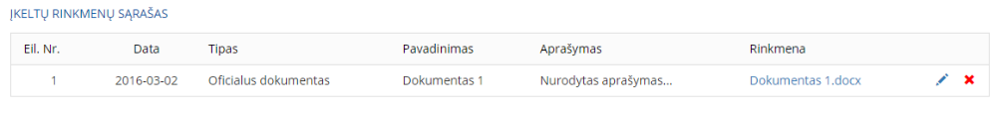 ĮKELTŲ RINKMENŲ SĄRAŠAS
Eil. Nr. Data Tipas Pavadinimas Aprašymas Rinkmena
1 2016-03-02 Oficialus dokumentas Dokumentas 1 Nurodytas aprašymas... Dokumentas 1.docx